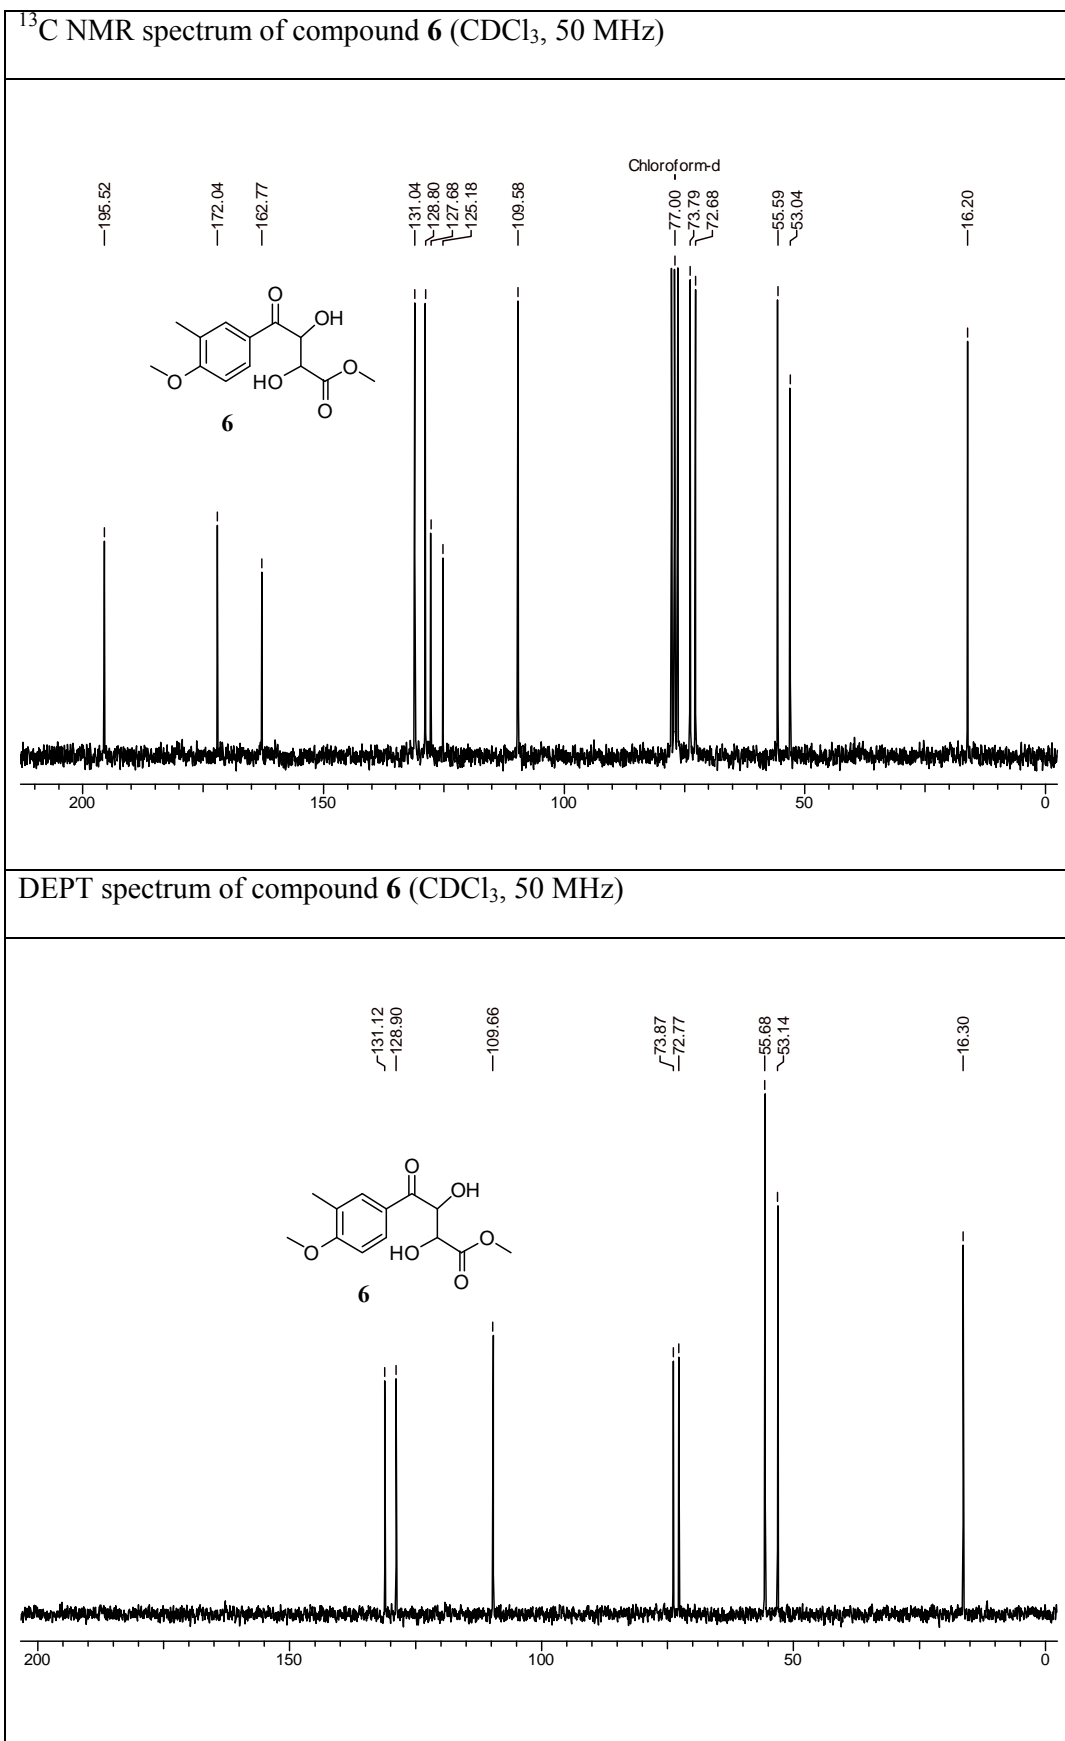 ¹³C NMR spectrum of compound 6 (CDCl₃, 50 MHz)
Chloroform-d
195.52
172.04
162.77
131.04
128.80
127.68
125.18
109.58
77.00
73.79
72.68
55.59
53.04
16.20
O
OH
O
HO
O
O
6
200 150 100 50 0
DEPT spectrum of compound 6 (CDCl₃, 50 MHz)
131.12
128.90
109.66
73.87
72.77
55.68
53.14
16.30
O
OH
O
HO
O
O
6
200 150 100 50 0